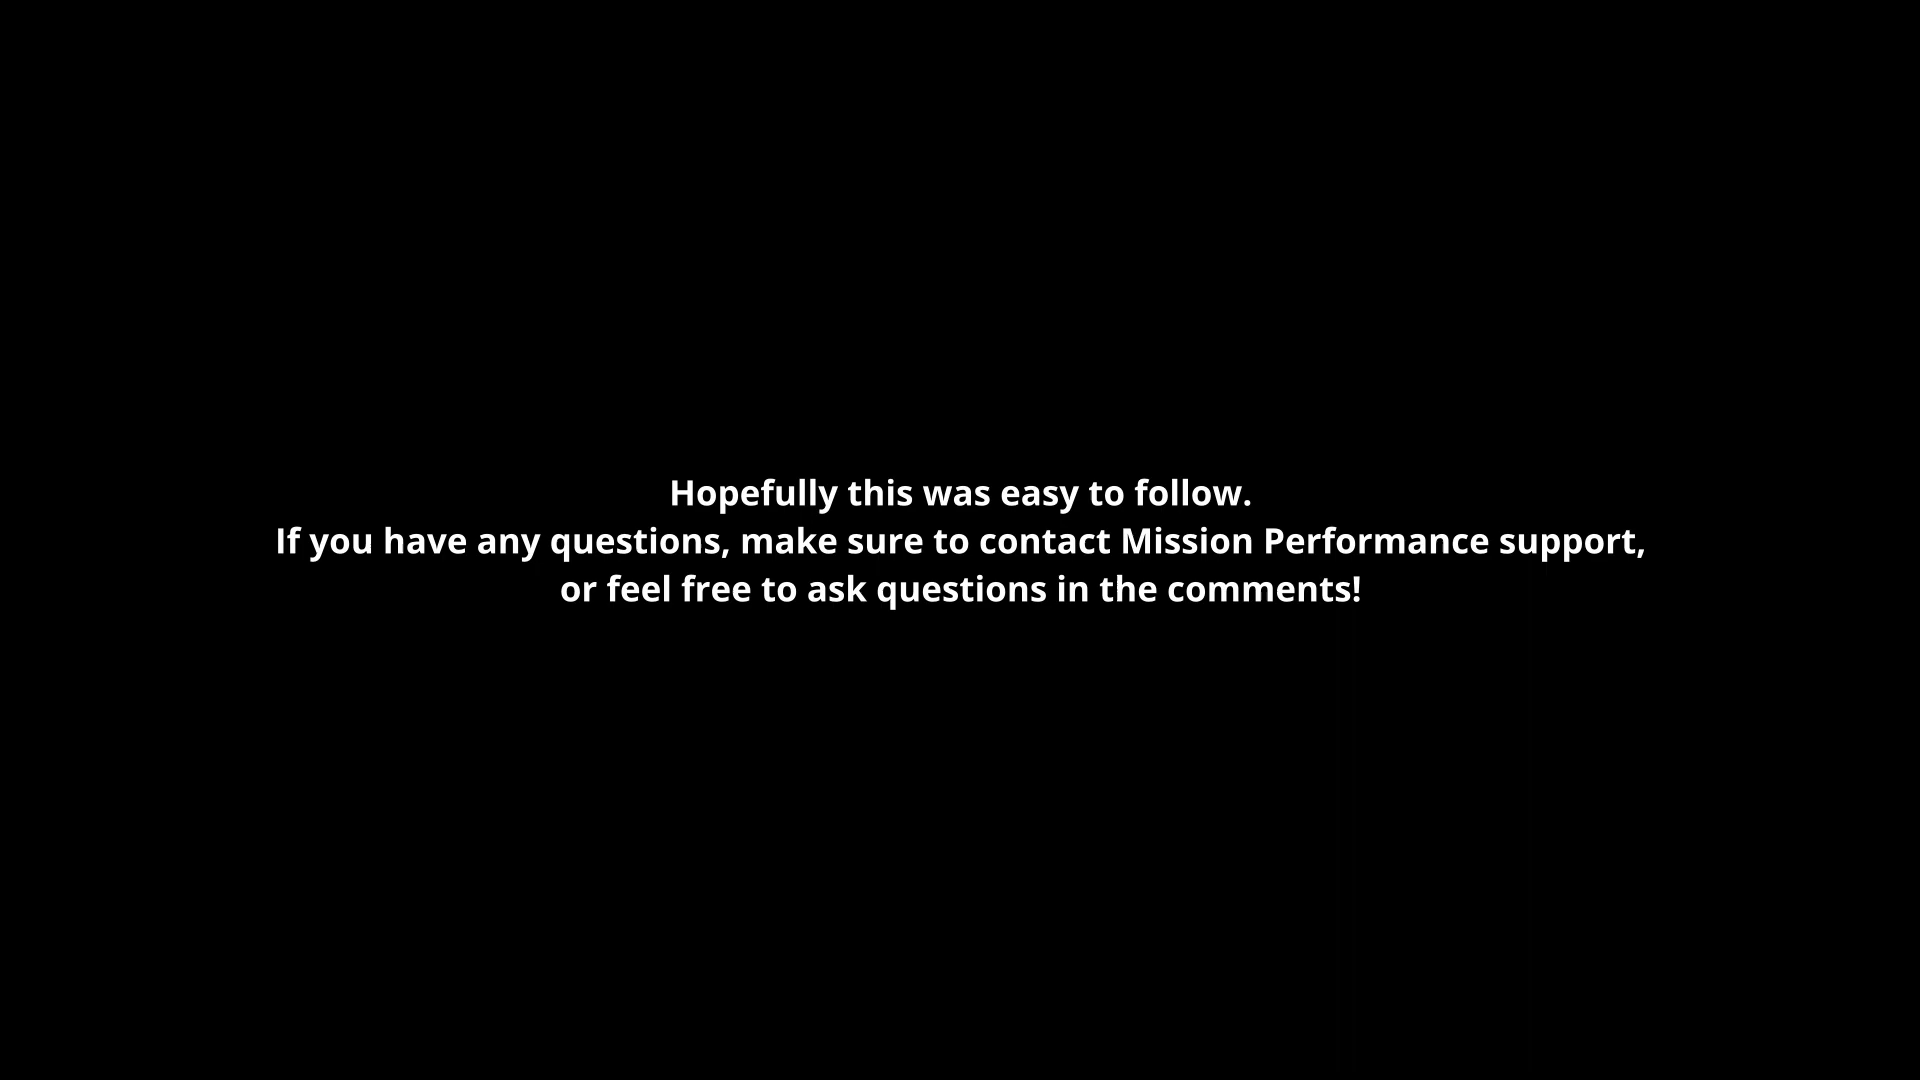 Hopefully this was easy to follow.
If you have any questions, make sure to contact Mission Performance support,
or feel free to ask questions in the comments!